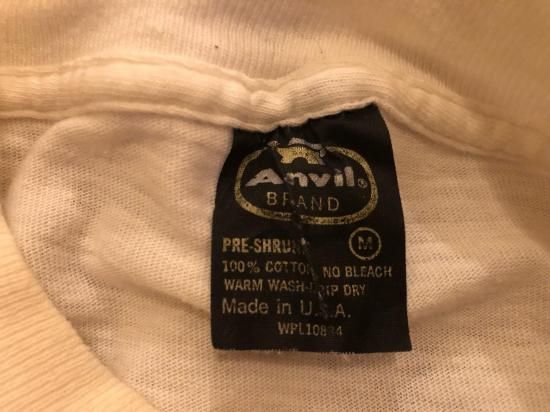 Anvil®
BRAND
PRE-SHRUNK M
100% COTTON, NO BLEACH
WARM WASH-DRIP DRY
Made in U.S.A.
WPL10834